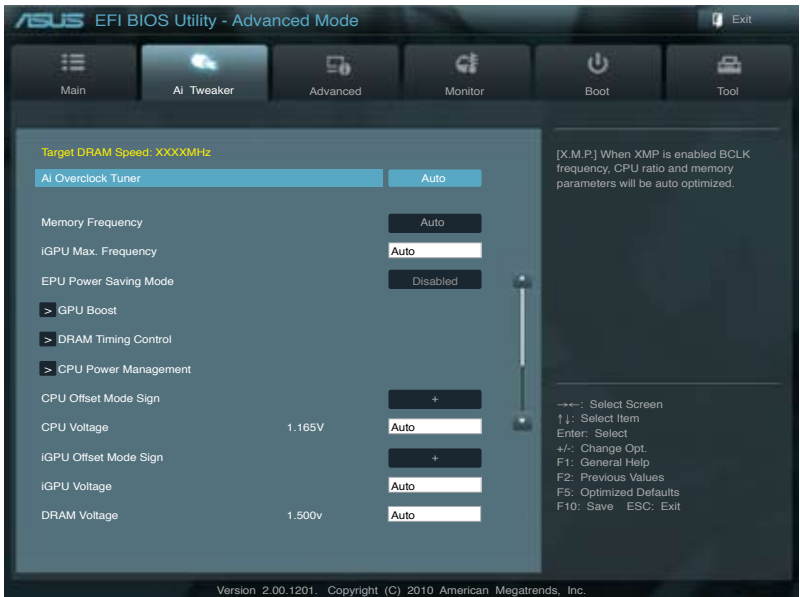 ASUS EFI BIOS Utility - Advanced Mode
Exit
Main
Ai Tweaker
Advanced
Monitor
Boot
Tool
Target DRAM Speed: XXXXMHz
Ai Overclock Tuner Auto
Memory Frequency Auto
iGPU Max. Frequency Auto
EPU Power Saving Mode Disabled
> GPU Boost
> DRAM Timing Control
> CPU Power Management
CPU Offset Mode Sign +
CPU Voltage 1.165V Auto
iGPU Offset Mode Sign +
iGPU Voltage Auto
DRAM Voltage 1.500v Auto
[X.M.P.] When XMP is enabled BCLK
frequency, CPU ratio and memory
parameters will be auto optimized.
→←: Select Screen
↑↓: Select Item
Enter: Select
+/-: Change Opt.
F1: General Help
F2: Previous Values
F5: Optimized Defaults
F10: Save ESC: Exit
Version 2.00.1201. Copyright (C) 2010 American Megatrends, Inc.